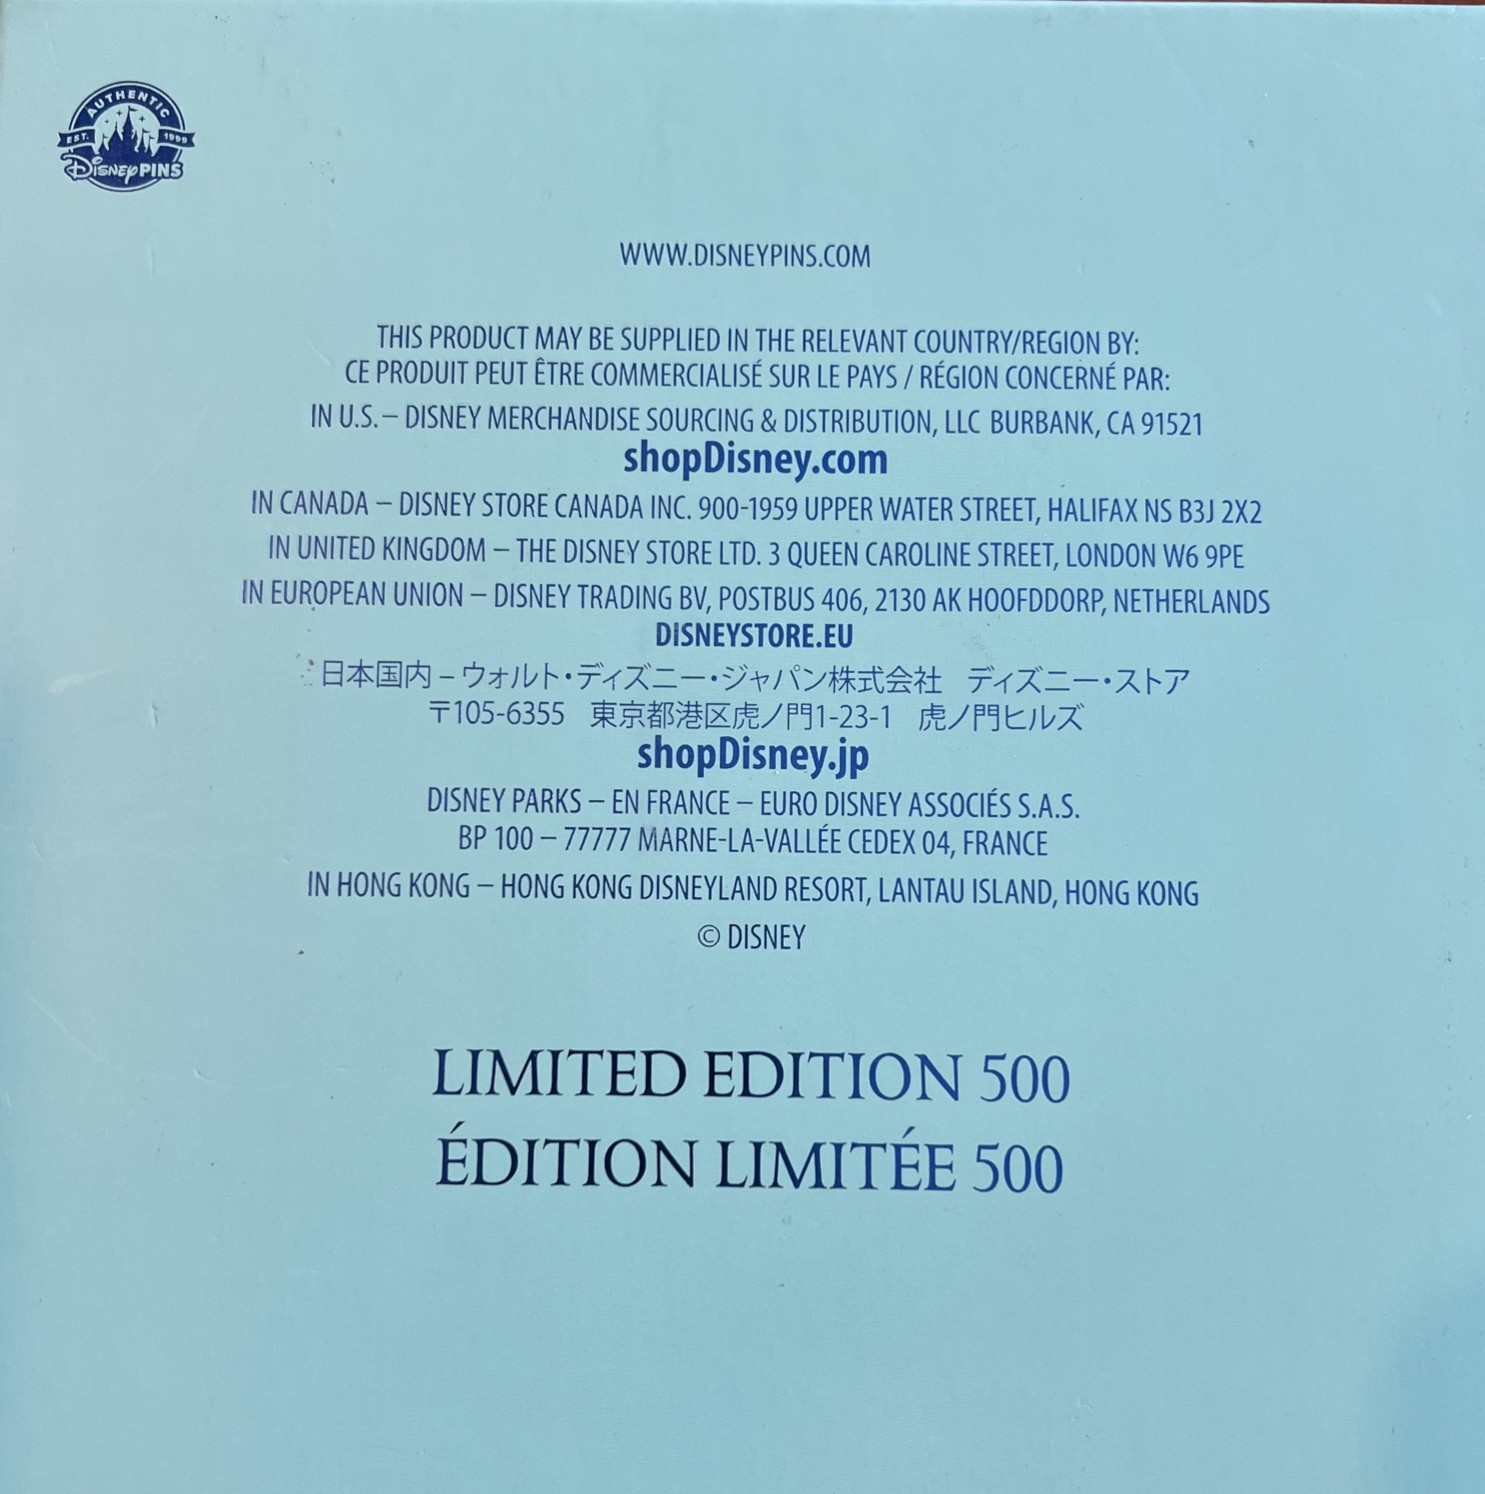 AUTHENTIC
EST. 1999
DISNEY PINS
WWW.DISNEYPINS.COM
THIS PRODUCT MAY BE SUPPLIED IN THE RELEVANT COUNTRY/REGION BY:
CE PRODUIT PEUT ÊTRE COMMERCIALISÉ SUR LE PAYS / RÉGION CONCERNÉ PAR:
IN U.S. – DISNEY MERCHANDISE SOURCING & DISTRIBUTION, LLC BURBANK, CA 91521
shopDisney.com
IN CANADA – DISNEY STORE CANADA INC. 900-1959 UPPER WATER STREET, HALIFAX NS B3J 2X2
IN UNITED KINGDOM – THE DISNEY STORE LTD. 3 QUEEN CAROLINE STREET, LONDON W6 9PE
IN EUROPEAN UNION – DISNEY TRADING BV, POSTBUS 406, 2130 AK HOOFDDORP, NETHERLANDS
DISNEYSTORE.EU
日本国内 – ウォルト・ディズニー・ジャパン株式会社 ディズニー・ストア
〒105-6355 東京都港区虎ノ門1-23-1 虎ノ門ヒルズ
shopDisney.jp
DISNEY PARKS – EN FRANCE – EURO DISNEY ASSOCIÉS S.A.S.
BP 100 – 77777 MARNE-LA-VALLÉE CEDEX 04, FRANCE
IN HONG KONG – HONG KONG DISNEYLAND RESORT, LANTAU ISLAND, HONG KONG
© DISNEY
LIMITED EDITION 500
ÉDITION LIMITÉE 500